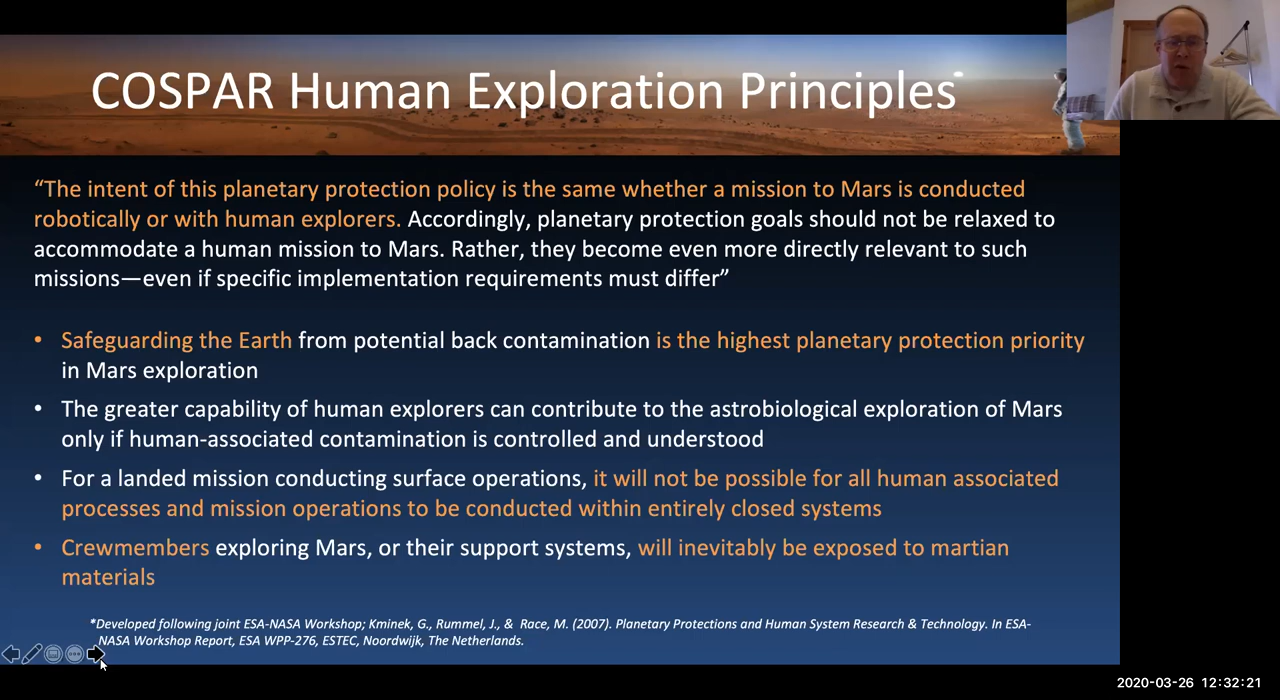 COSPAR Human Exploration Principles*
“The intent of this planetary protection policy is the same whether a mission to Mars is conducted
robotically or with human explorers. Accordingly, planetary protection goals should not be relaxed to
accommodate a human mission to Mars. Rather, they become even more directly relevant to such
missions—even if specific implementation requirements must differ”
• Safeguarding the Earth from potential back contamination is the highest planetary protection priority
in Mars exploration
• The greater capability of human explorers can contribute to the astrobiological exploration of Mars
only if human-associated contamination is controlled and understood
• For a landed mission conducting surface operations, it will not be possible for all human associated
processes and mission operations to be conducted within entirely closed systems
• Crewmembers exploring Mars, or their support systems, will inevitably be exposed to martian
materials
*Developed following joint ESA-NASA Workshop; Kminek, G., Rummel, J., & Race, M. (2007). Planetary Protections and Human System Research & Technology. In ESA-
NASA Workshop Report, ESA WPP-276, ESTEC, Noordwijk, The Netherlands.
2020-03-26 12:32:21